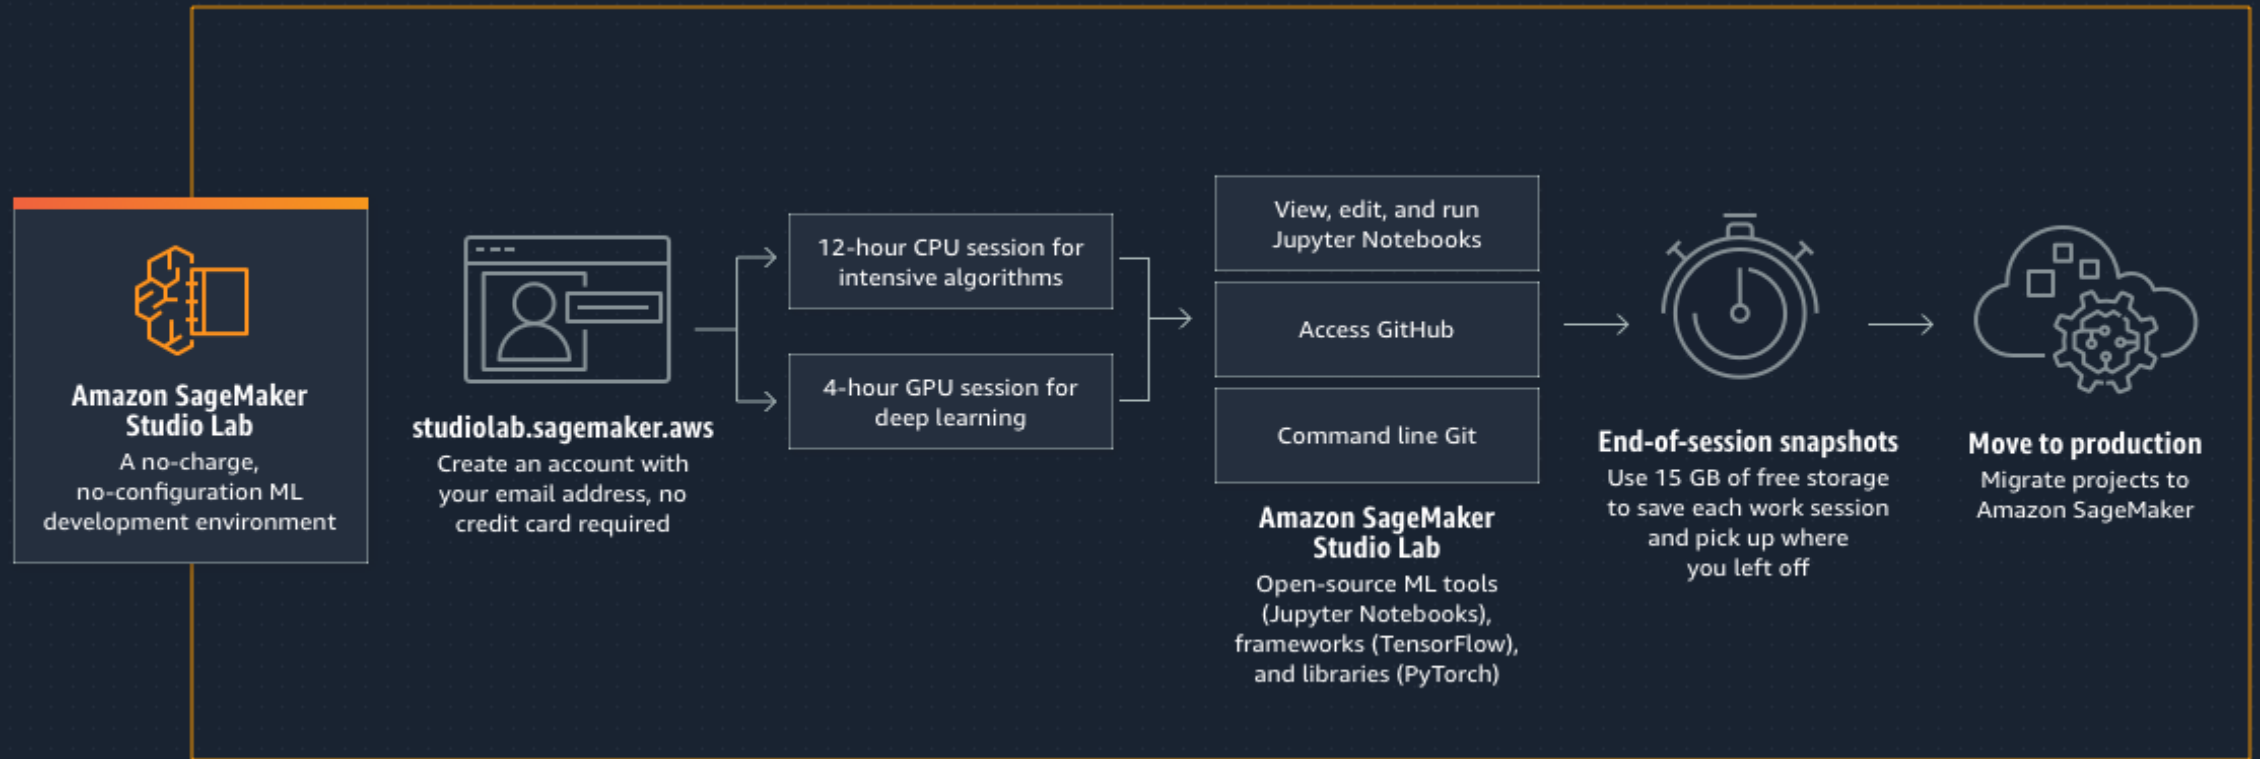 Amazon SageMaker
Studio Lab
A no-charge,
no-configuration ML
development environment
studiolab.sagemaker.aws
Create an account with
your email address, no
credit card required
12-hour CPU session for
intensive algorithms
4-hour GPU session for
deep learning
View, edit, and run
Jupyter Notebooks
Access GitHub
Command line Git
Amazon SageMaker
Studio Lab
Open-source ML tools
(Jupyter Notebooks),
frameworks (TensorFlow),
and libraries (PyTorch)
End-of-session snapshots
Use 15 GB of free storage
to save each work session
and pick up where
you left off
Move to production
Migrate projects to
Amazon SageMaker